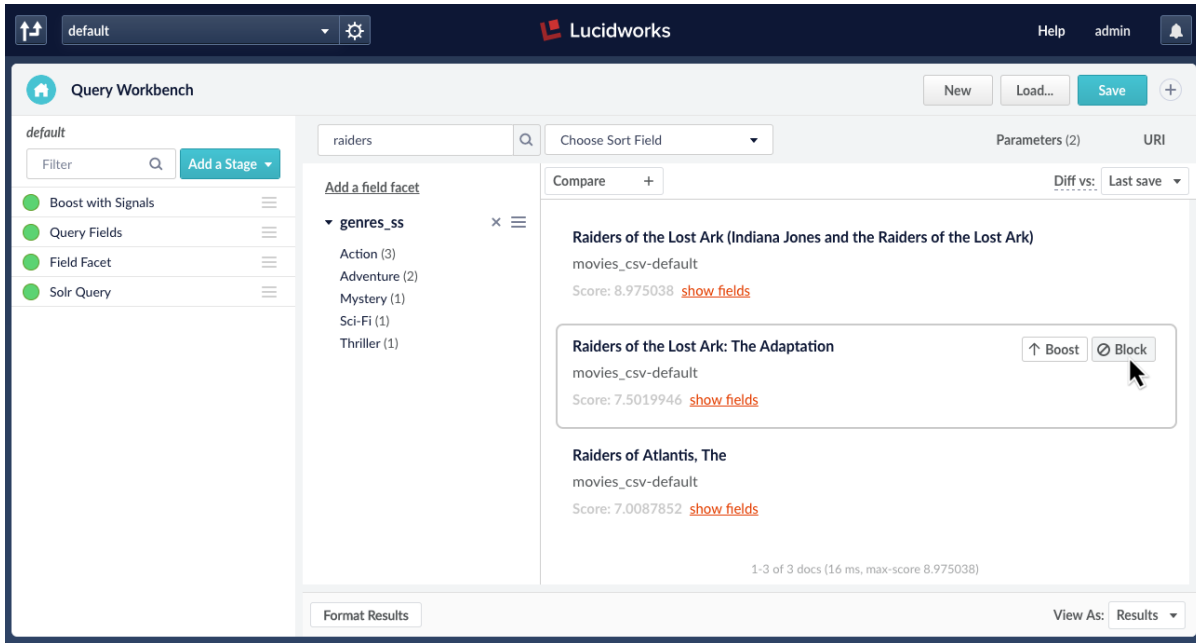 default
Lucidworks
Help
admin
Query Workbench
New
Load...
Save
+
default
Filter
Add a Stage
Boost with Signals
Query Fields
Field Facet
Solr Query
raiders
Choose Sort Field
Parameters (2)
URI
Add a field facet
genres_ss
Action (3)
Adventure (2)
Mystery (1)
Sci-Fi (1)
Thriller (1)
Compare +
Diff vs: Last save
Raiders of the Lost Ark (Indiana Jones and the Raiders of the Lost Ark)
movies_csv-default
Score: 8.975038 show fields
Raiders of the Lost Ark: The Adaptation
Boost
Block
movies_csv-default
Score: 7.5019946 show fields
Raiders of Atlantis, The
movies_csv-default
Score: 7.0087852 show fields
1-3 of 3 docs (16 ms, max-score 8.975038)
Format Results
View As: Results